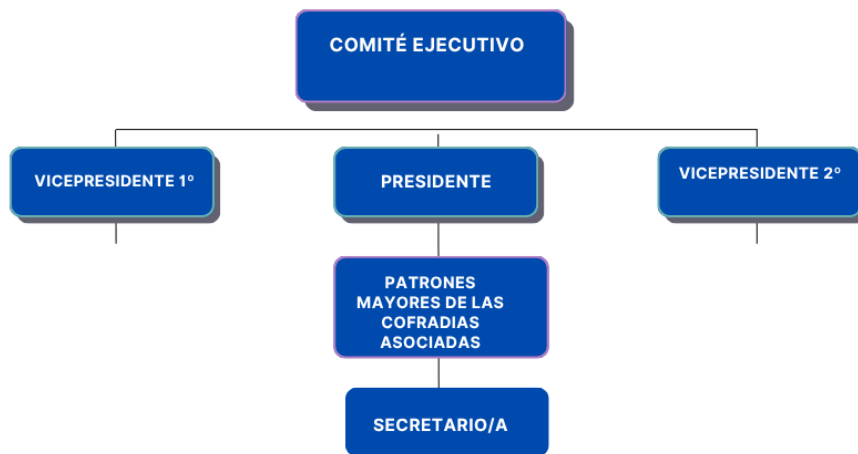 COMITÉ EJECUTIVO
VICEPRESIDENTE 1º
PRESIDENTE
VICEPRESIDENTE 2º
PATRONES
MAYORES DE LAS
COFRADIAS
ASOCIADAS
SECRETARIO/A